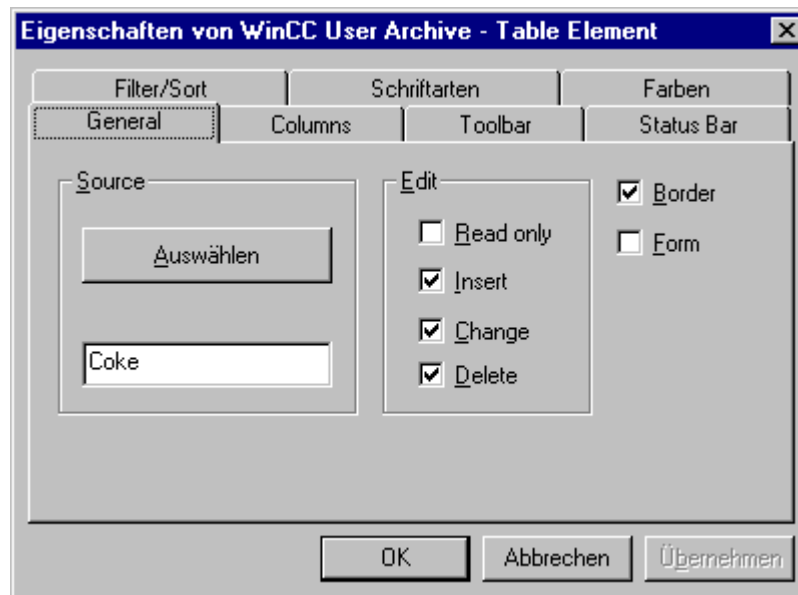 Eigenschaften von WinCC User Archive - Table Element
Filter/Sort Schriftarten Farben
General Columns Toolbar Status Bar
Source Edit
Border
Read only
Auswählen
Form
Insert
Change
Coke
Delete
OK Abbrechen Übernehmen